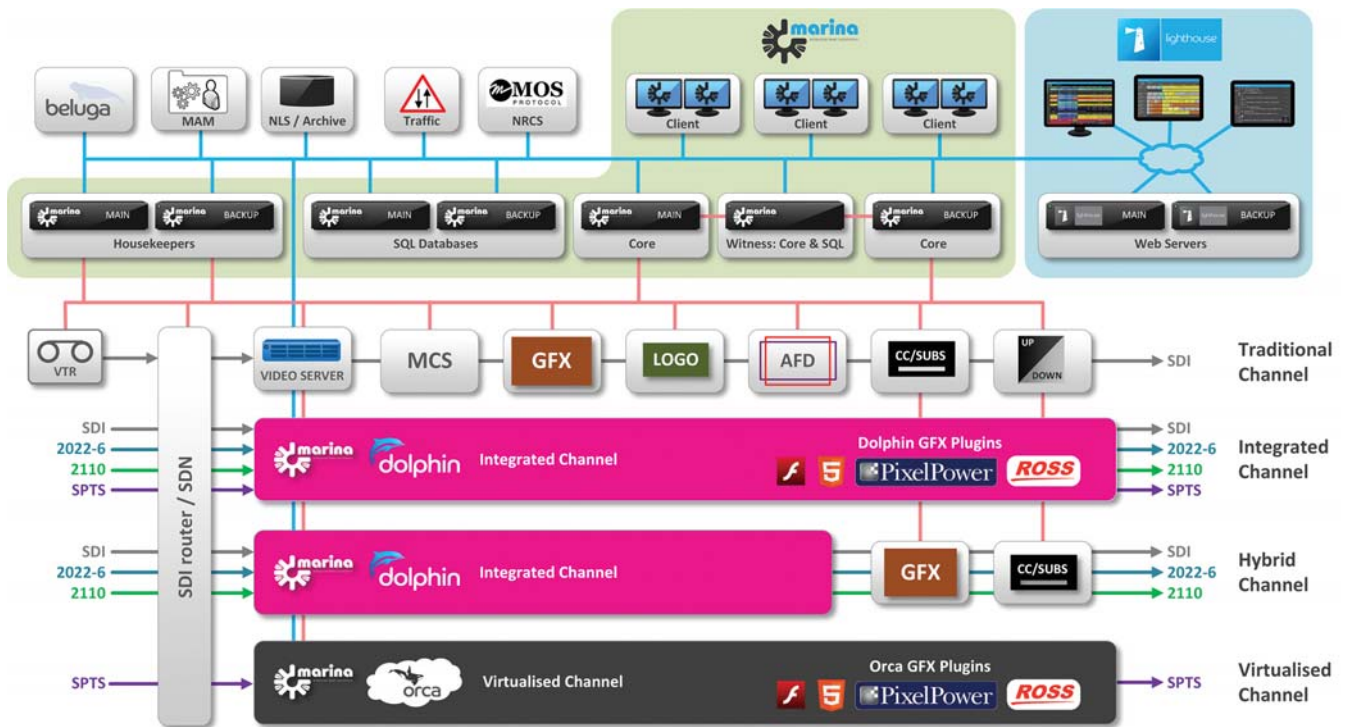 marina
lighthouse
beluga
MAM
NLS / Archive
Traffic
MOS
PROTOCOL
NRCS
Client
Client
Client
marina MAIN
marina BACKUP
Housekeepers
marina MAIN
marina BACKUP
SQL Databases
marina MAIN
Core
marina
Witness: Core & SQL
marina BACKUP
Core
lighthouse MAIN
lighthouse BACKUP
Web Servers
VTR
SDI router / SDN
VIDEO SERVER
MCS
GFX
LOGO
AFD
CC/SUBS
UP
DOWN
SDI
Traditional
Channel
SDI
2022-6
2110
SPTS
marina
dolphin
Integrated Channel
Dolphin GFX Plugins
PixelPower
ROSS
SDI
2022-6
2110
SPTS
Integrated
Channel
SDI
2022-6
2110
marina
dolphin
Integrated Channel
GFX
CC/SUBS
SDI
2022-6
2110
Hybrid
Channel
SPTS
marina
orca
Virtualised Channel
Orca GFX Plugins
PixelPower
ROSS
SPTS
Virtualised
Channel